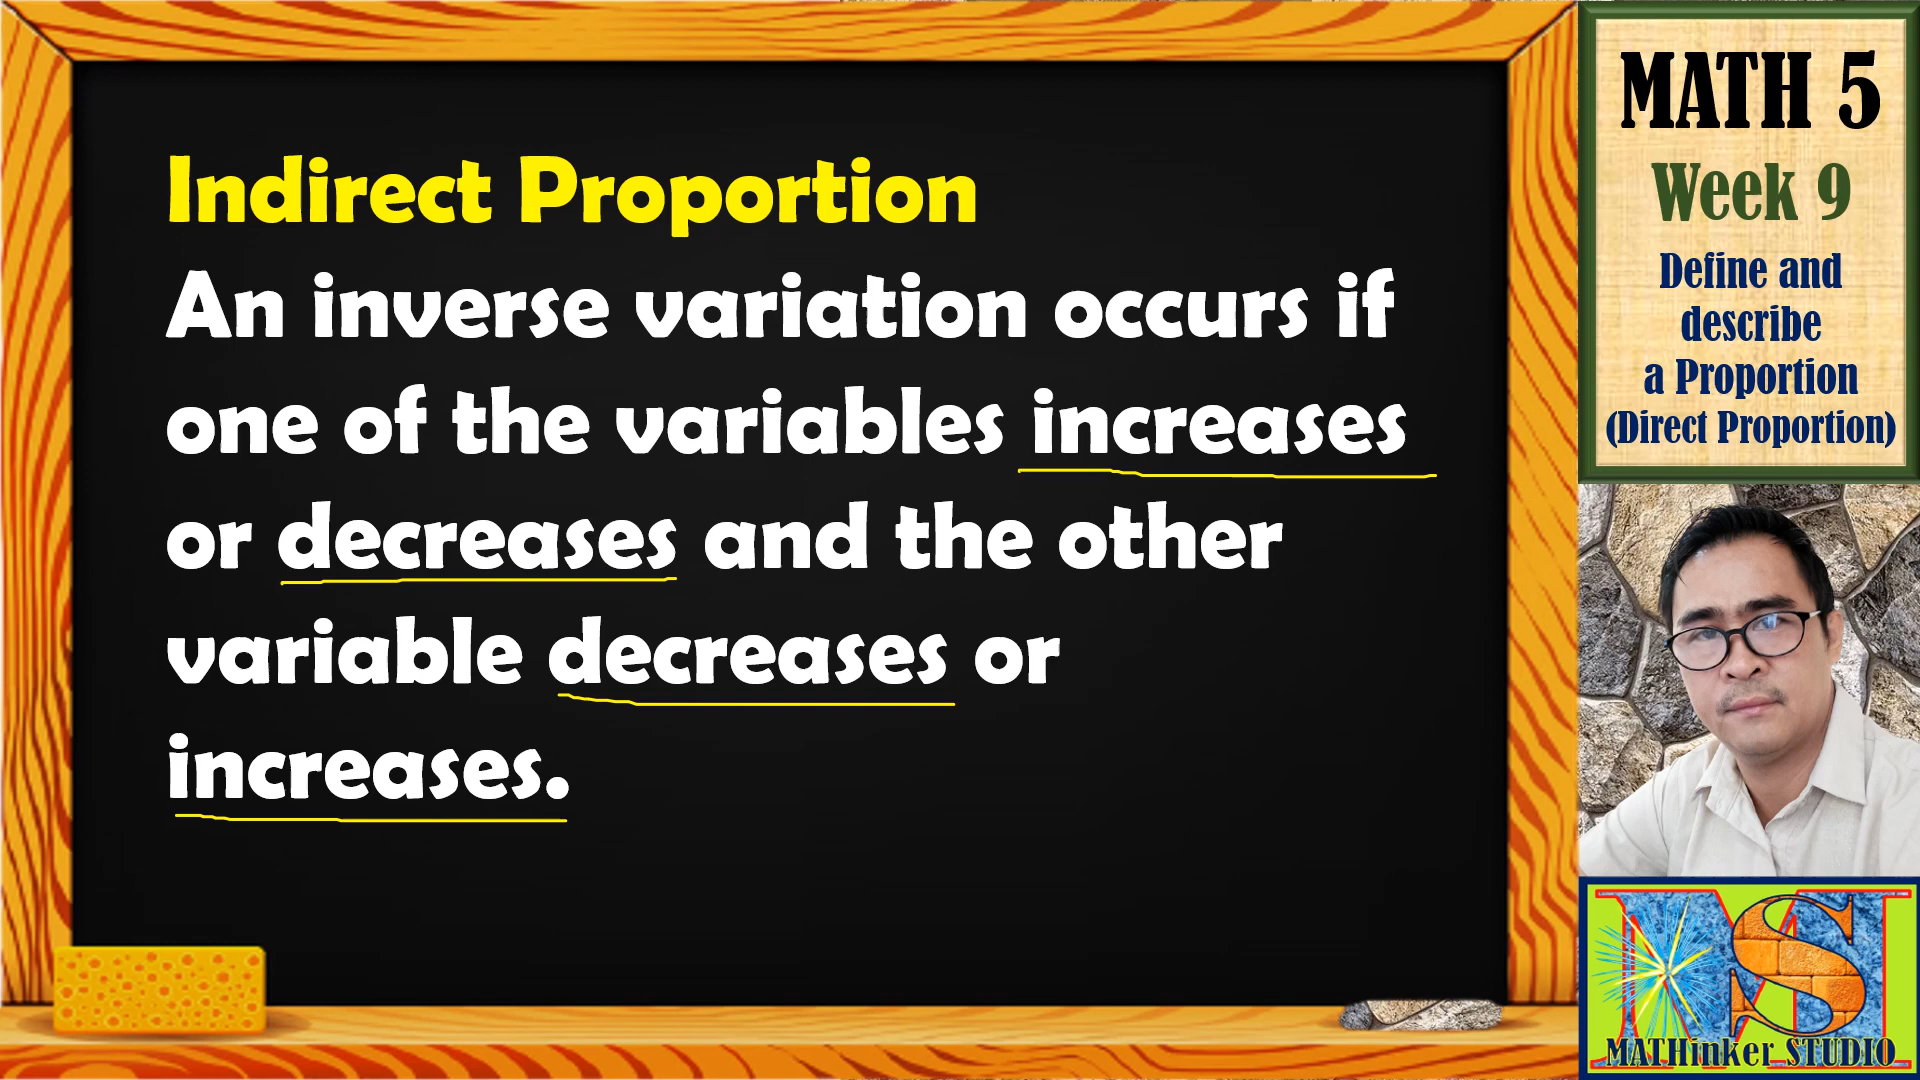 Indirect Proportion
An inverse variation occurs if
one of the variables increases
or decreases and the other
variable decreases or
increases.
MATH 5
Week 9
Define and
describe
a Proportion
(Direct Proportion)
MS
MATHinker STUDIO